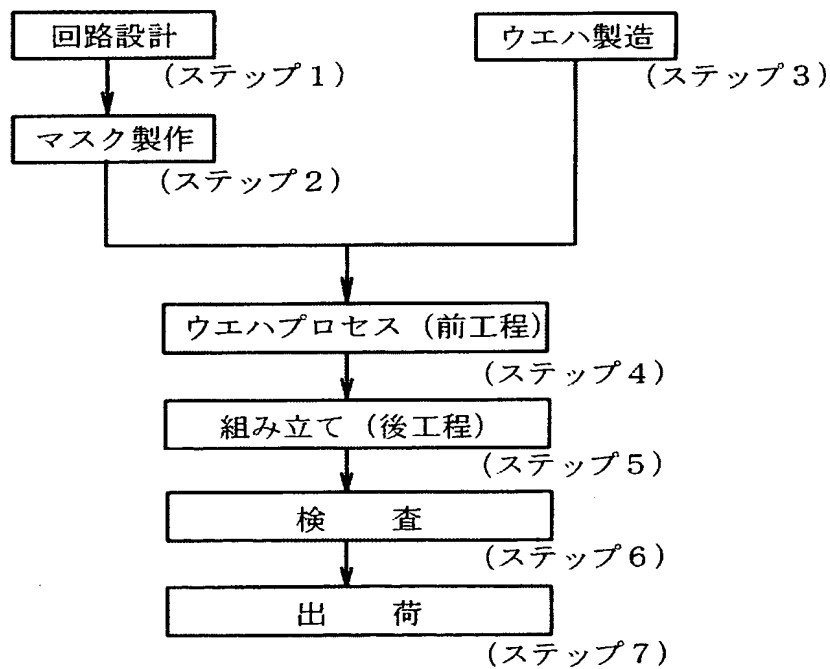 回路設計
(ステップ1)
マスク製作
(ステップ2)
ウエハ製造
(ステップ3)
ウエハプロセス (前工程)
(ステップ4)
組み立て (後工程)
(ステップ5)
検 査
(ステップ6)
出 荷
(ステップ7)